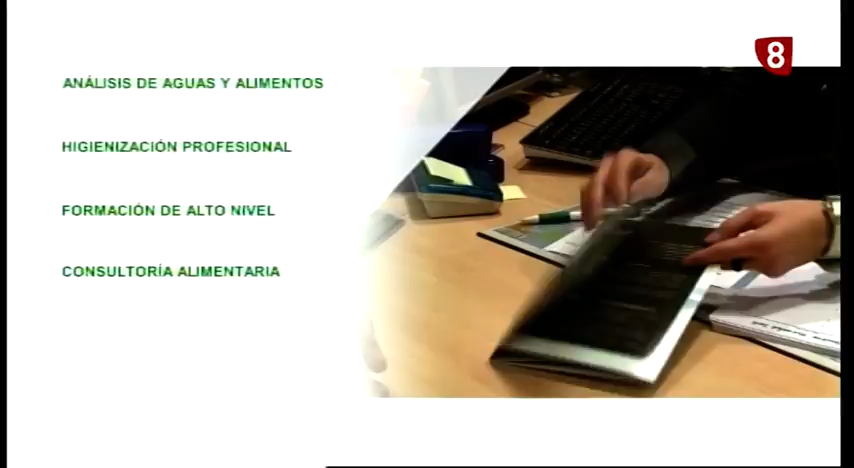 8
ANÁLISIS DE AGUAS Y ALIMENTOS
HIGIENIZACIÓN PROFESIONAL
FORMACIÓN DE ALTO NIVEL
CONSULTORÍA ALIMENTARIA